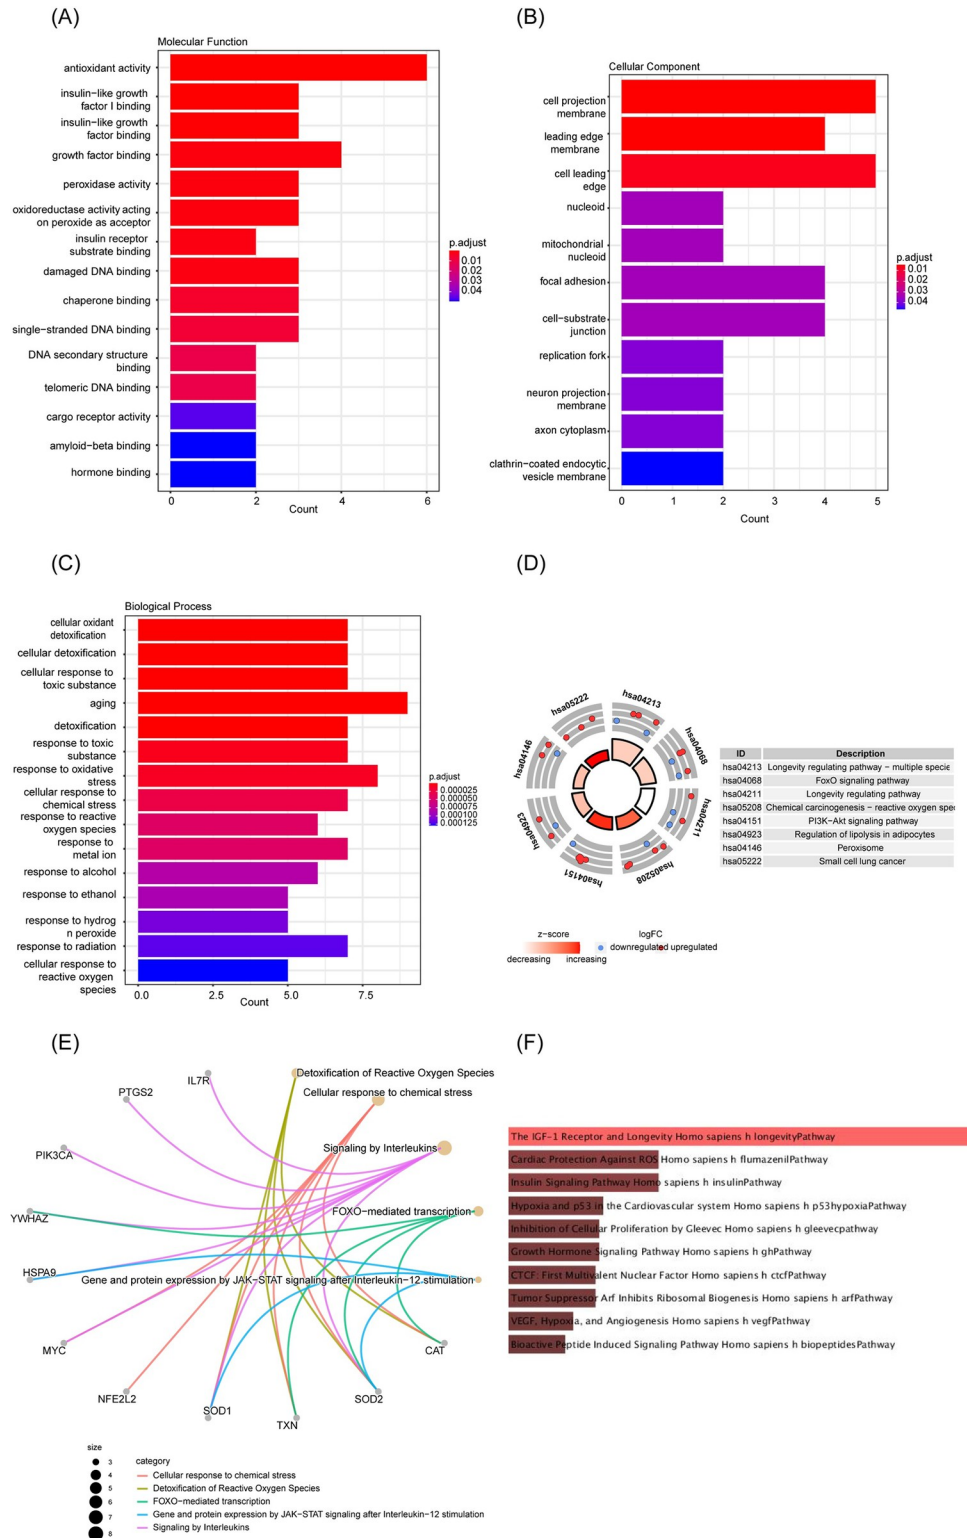 (A)
Molecular Function
antioxidant activity
insulin-like growth
factor I binding
insulin-like growth
factor binding
growth factor binding
peroxidase activity
oxidoreductase activity acting
on peroxide as acceptor
insulin receptor
substrate binding
damaged DNA binding
chaperone binding
single-stranded DNA binding
DNA secondary structure
binding
telomeric DNA binding
cargo receptor activity
amyloid-beta binding
hormone binding
0 2 4 6
Count
p.adjust
0.01
0.02
0.03
0.04
(B)
Cellular Component
cell projection
membrane
leading edge
membrane
cell leading
edge
nucleoid
mitochondrial
nucleoid
focal adhesion
cell-substrate
junction
replication fork
neuron projection
membrane
axon cytoplasm
clathrin-coated endocytic
vesicle membrane
0 1 2 3 4 5
Count
p.adjust
0.01
0.02
0.03
0.04
(C)
Biological Process
cellular oxidant
detoxification
cellular detoxification
cellular response to
toxic substance
aging
detoxification
response to toxic
substance
response to oxidative
stress
cellular response to
chemical stress
response to reactive
oxygen species
response to
metal ion
response to alcohol
response to ethanol
response to hydrog
n peroxide
response to radiation
cellular response to
reactive oxygen
species
0.0 2.5 5.0 7.5
Count
p.adjust
0.000025
0.000050
0.000075
0.000100
0.000125
(D)
hsa04213
hsa04068
hsa04211
hsa05208
hsa04151
hsa04923
hsa04146
hsa05222
z-score
decreasing increasing
logFC
downregulated upregulated
ID Description
hsa04213 Longevity regulating pathway - multiple specie
hsa04068 FoxO signaling pathway
hsa04211 Longevity regulating pathway
hsa05208 Chemical carcinogenesis - reactive oxygen spe
hsa04151 PI3K-Akt signaling pathway
hsa04923 Regulation of lipolysis in adipocytes
hsa04146 Peroxisome
hsa05222 Small cell lung cancer
(E)
IL7R
Detoxification of Reactive Oxygen Species
PTGS2
Cellular response to chemical stress
PIK3CA
Signaling by Interleukins
YWHAZ
FOXO-mediated transcription
HSPA9
Gene and protein expression by JAK-STAT signaling after Interleukin-12 stimulation
MYC
CAT
NFE2L2
SOD2
SOD1
TXN
size
3
4
5
6
7
8
category
Cellular response to chemical stress
Detoxification of Reactive Oxygen Species
FOXO-mediated transcription
Gene and protein expression by JAK-STAT signaling after Interleukin-12 stimulation
Signaling by Interleukins
(F)
The IGF-1 Receptor and Longevity Homo sapiens h longevityPathway
Cardiac Protection Against ROS Homo sapiens h flumazenilPathway
Insulin Signaling Pathway Homo sapiens h insulinPathway
Hypoxia and p53 in the Cardiovascular system Homo sapiens h p53hypoxiaPathway
Inhibition of Cellular Proliferation by Gleevec Homo sapiens h gleevecpathway
Growth Hormone Signaling Pathway Homo sapiens h ghPathway
CTCF: First Multivalent Nuclear Factor Homo sapiens h ctcfPathway
Tumor Suppressor Arf Inhibits Ribosomal Biogenesis Homo sapiens h arfPathway
VEGF, Hypoxia, and Angiogenesis Homo sapiens h vegfPathway
Bioactive Peptide Induced Signaling Pathway Homo sapiens h biopeptidesPathway